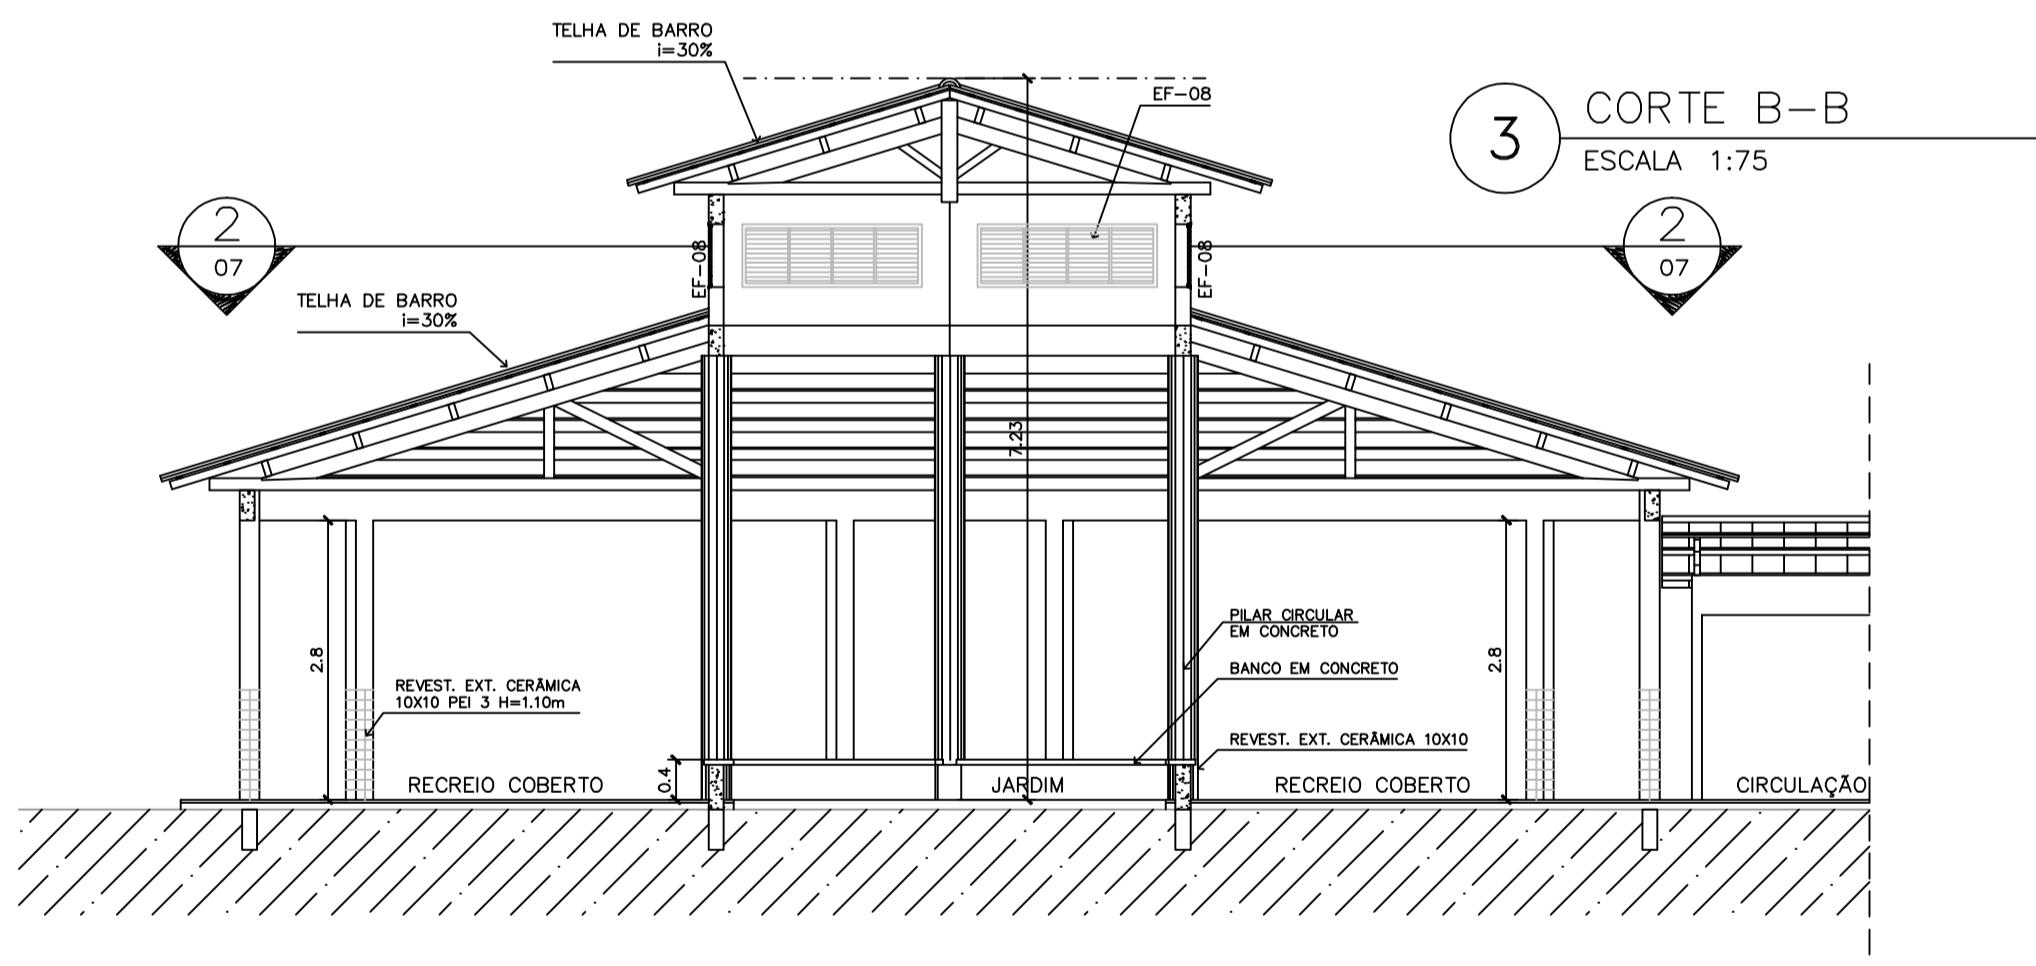 TELHA DE BARRO
i=30%
EF-08
3
CORTE B-B
ESCALA 1:75
2
07
2
07
EF-08
EF-08
TELHA DE BARRO
i=30%
7.23
2.8
2.8
PILAR CIRCULAR
EM CONCRETO
BANCO EM CONCRETO
REVEST. EXT. CERÂMICA
10X10 PEI 3 H=1.10m
REVEST. EXT. CERÂMICA 10X10
0.4
RECREIO COBERTO
JARDIM
RECREIO COBERTO
CIRCULAÇÃO